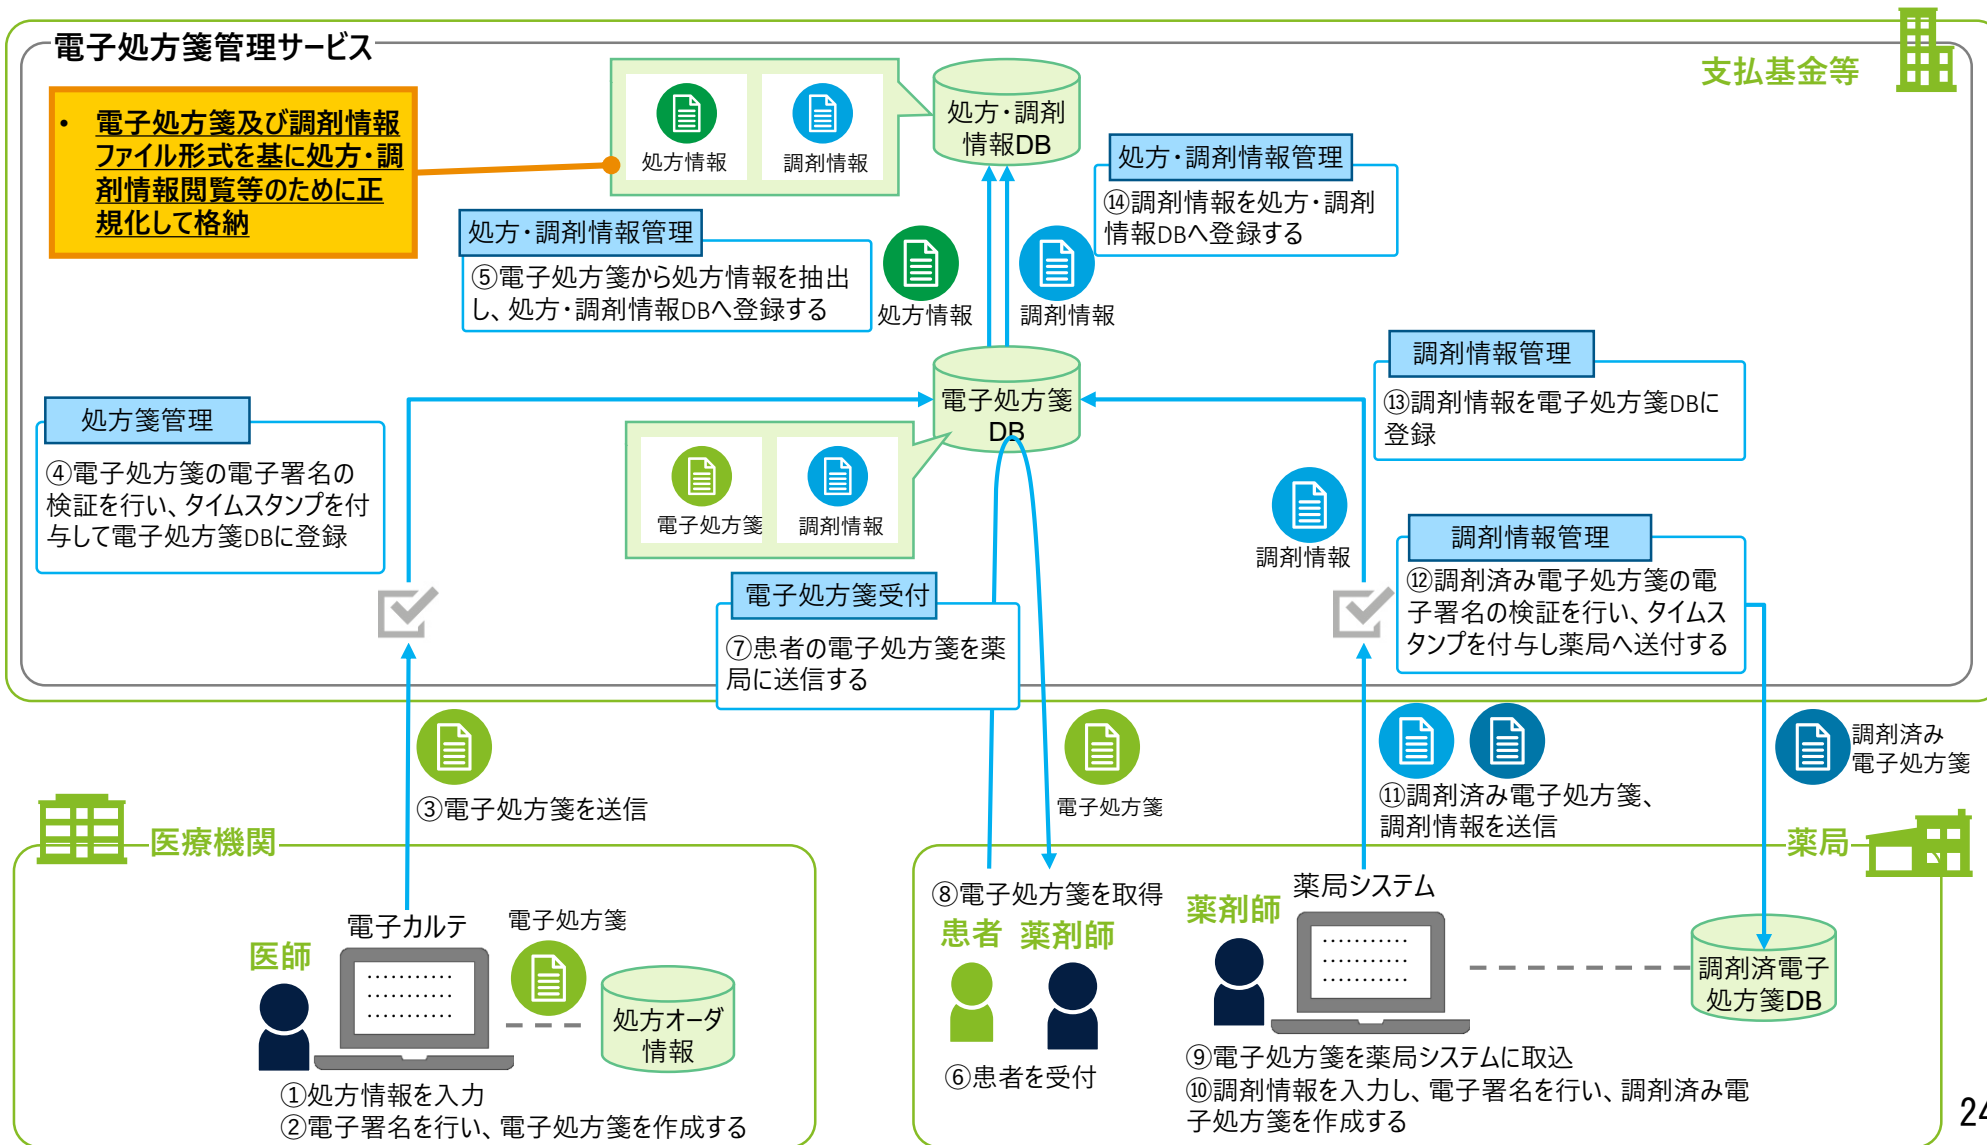 電子処方箋管理サービス
支払基金等
• 電子処方箋及び調剤情報
ファイル形式を基に処方・調
剤情報閲覧等のために正
規化して格納
処方情報
調剤情報
処方・調剤
情報DB
処方・調剤情報管理
⑭調剤情報を処方・調剤
情報DBへ登録する
処方・調剤情報管理
⑤電子処方箋から処方情報を抽出
し、処方・調剤情報DBへ登録する
処方情報
調剤情報
調剤情報管理
⑬調剤情報を電子処方箋DBに
登録
電子処方箋
DB
処方箋管理
④電子処方箋の電子署名の
検証を行い、タイムスタンプを付
与して電子処方箋DBに登録
電子処方箋
調剤情報
調剤情報
調剤情報管理
⑫調剤済み電子処方箋の電
子署名の検証を行い、タイムス
タンプを付与し薬局へ送付する
電子処方箋受付
⑦患者の電子処方箋を薬
局に送信する
③電子処方箋を送信
電子処方箋
⑪調剤済み電子処方箋、
調剤情報を送信
調剤済み
電子処方箋
医療機関
薬局
電子カルテ
電子処方箋
医師
処方オーダ
情報
①処方情報を入力
②電子署名を行い、電子処方箋を作成する
⑧電子処方箋を取得
患者 薬剤師
⑥患者を受付
薬剤師
薬局システム
調剤済電子
処方箋DB
⑨電子処方箋を薬局システムに取込
⑩調剤情報を入力し、電子署名を行い、調剤済み電
子処方箋を作成する
24